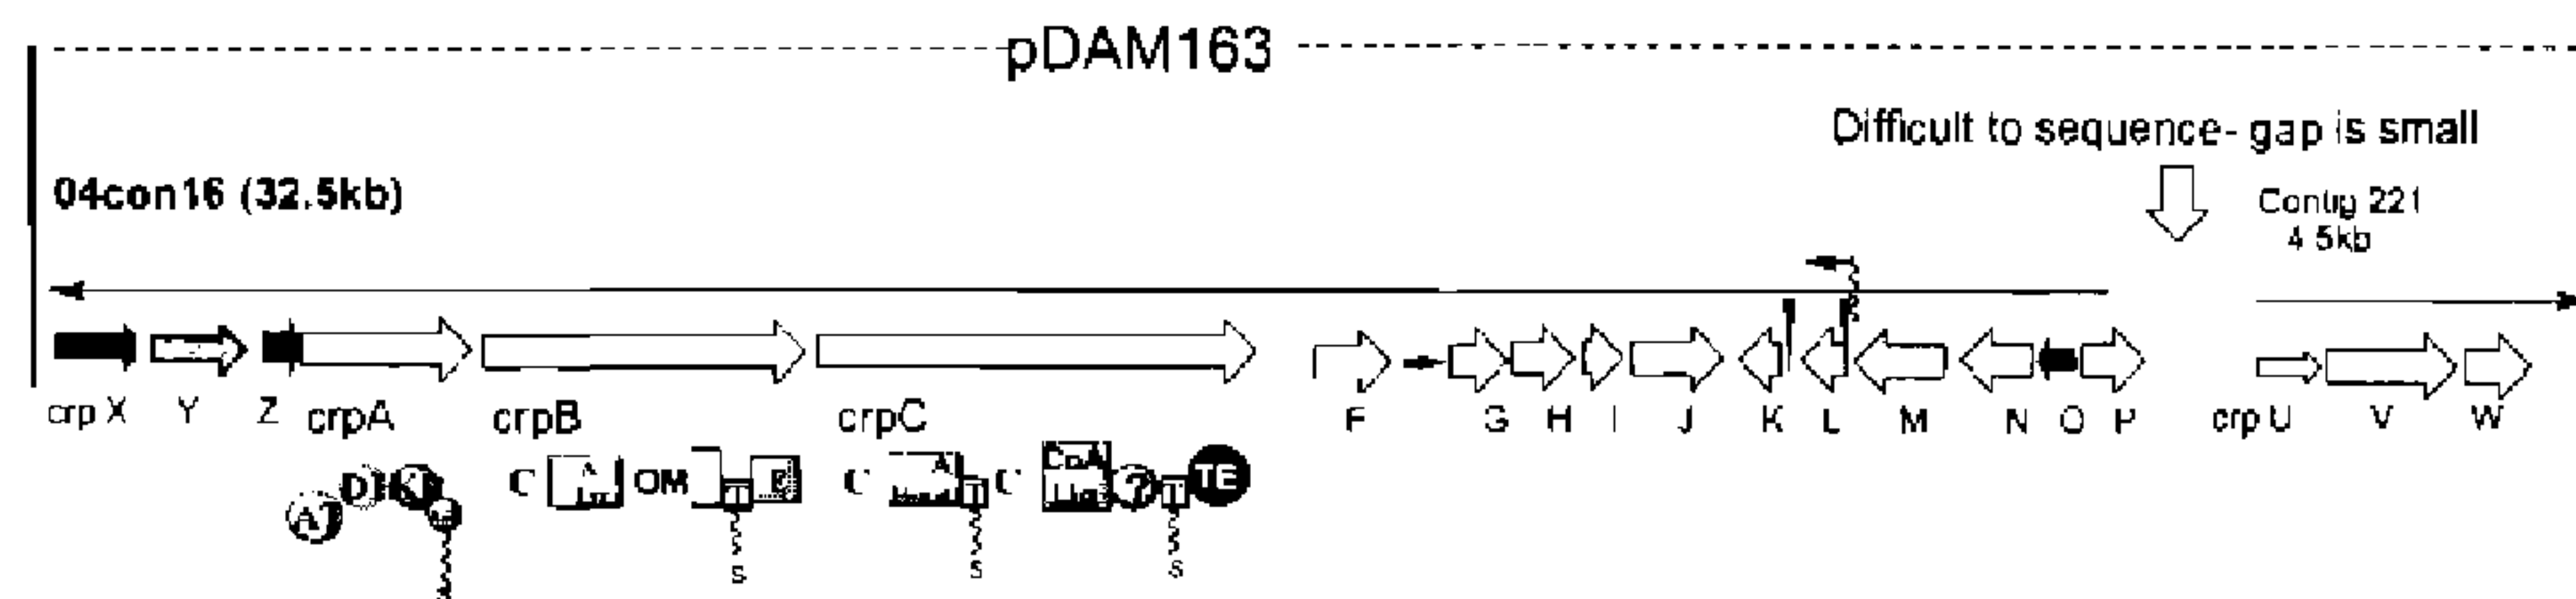 pDAM163
Difficult to sequence- gap is small
04con16 (32.5kb)
Contig 221
4 5kb
crp X Y Z crpA crpB crpC F G H I J K L M N O P crp U V W
C A OM T C A T C CoA ? T TE
A
s s s